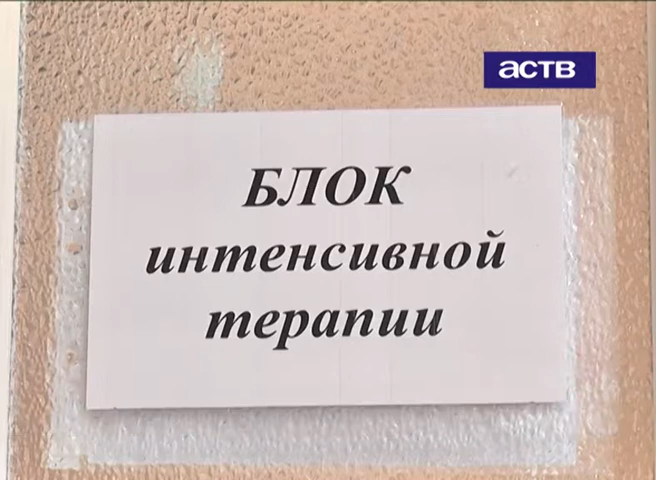 аств
БЛОК
интенсивной
терапии